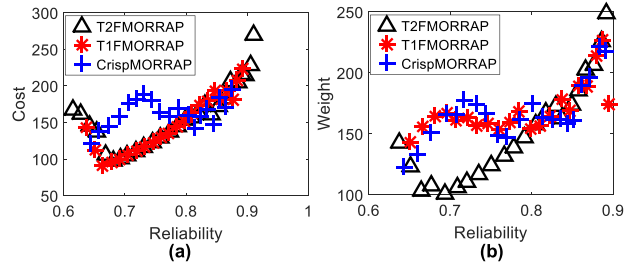 300
250
200
150
100
50
0.6
0.7
0.8
0.9
1
Cost
Reliability
T2FMORRAP
T1FMORRAP
CrispMORRAP
(a)
250
200
150
100
0.6
0.7
0.8
0.9
Weight
Reliability
T2FMORRAP
T1FMORRAP
CrispMORRAP
(b)